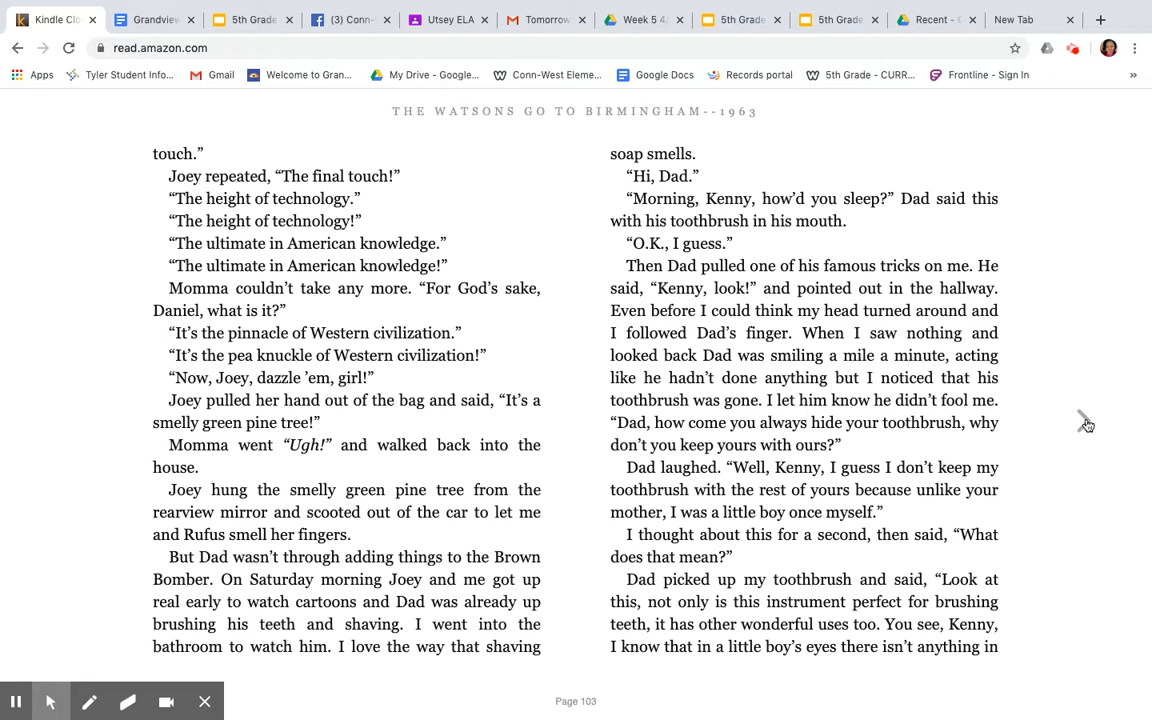 Kindle Clo
Grandview
5th Grade
(3) Conn-
Utsey ELA
Tomorrow
Week 5 4/
5th Grade
5th Grade
Recent -
New Tab
read.amazon.com
Apps
Tyler Student Info...
Gmail
Welcome to Gran...
My Drive - Google...
Conn-West Eleme...
Google Docs
Records portal
5th Grade - CURR...
Frontline - Sign In
»
THE WATSONS GO TO BIRMINGHAM--1963
touch.”
Joey repeated, “The final touch!”
“The height of technology.”
“The height of technology!”
“The ultimate in American knowledge.”
“The ultimate in American knowledge!”
Momma couldn’t take any more. “For God’s sake,
Daniel, what is it?”
“It’s the pinnacle of Western civilization.”
“It’s the pea knuckle of Western civilization!”
“Now, Joey, dazzle ’em, girl!”
Joey pulled her hand out of the bag and said, “It’s a
smelly green pine tree!”
Momma went “Ugh!” and walked back into the
house.
Joey hung the smelly green pine tree from the
rearview mirror and scooted out of the car to let me
and Rufus smell her fingers.
But Dad wasn’t through adding things to the Brown
Bomber. On Saturday morning Joey and me got up
real early to watch cartoons and Dad was already up
brushing his teeth and shaving. I went into the
bathroom to watch him. I love the way that shaving
soap smells.
“Hi, Dad.”
“Morning, Kenny, how’d you sleep?” Dad said this
with his toothbrush in his mouth.
“O.K., I guess.”
Then Dad pulled one of his famous tricks on me. He
said, “Kenny, look!” and pointed out in the hallway.
Even before I could think my head turned around and
I followed Dad’s finger. When I saw nothing and
looked back Dad was smiling a mile a minute, acting
like he hadn’t done anything but I noticed that his
toothbrush was gone. I let him know he didn’t fool me.
“Dad, how come you always hide your toothbrush, why
don’t you keep yours with ours?”
Dad laughed. “Well, Kenny, I guess I don’t keep my
toothbrush with the rest of yours because unlike your
mother, I was a little boy once myself.”
I thought about this for a second, then said, “What
does that mean?”
Dad picked up my toothbrush and said, “Look at
this, not only is this instrument perfect for brushing
teeth, it has other wonderful uses too. You see, Kenny,
I know that in a little boy’s eyes there isn’t anything in
Page 103